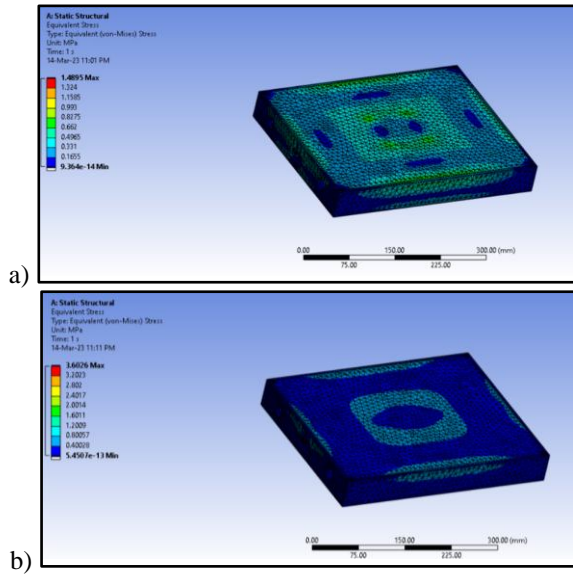 A: Static Structural
Equivalent Stress
Type: Equivalent (von-Mises) Stress
Unit: MPa
Time: 1 s
14-Mar-23 11:01 PM
1.4895 Max
1.324
1.1585
0.993
0.8275
0.662
0.4965
0.331
0.1655
9.364e-14 Min
0.00 150.00 300.00 (mm)
75.00 225.00
a)
A: Static Structural
Equivalent Stress
Type: Equivalent (von-Mises) Stress
Unit: MPa
Time: 1 s
14-Mar-23 11:11 PM
3.6026 Max
3.2023
2.802
2.4017
2.0014
1.6011
1.2009
0.80057
0.40028
5.4507e-13 Min
0.00 150.00 300.00 (mm)
75.00 225.00
b)